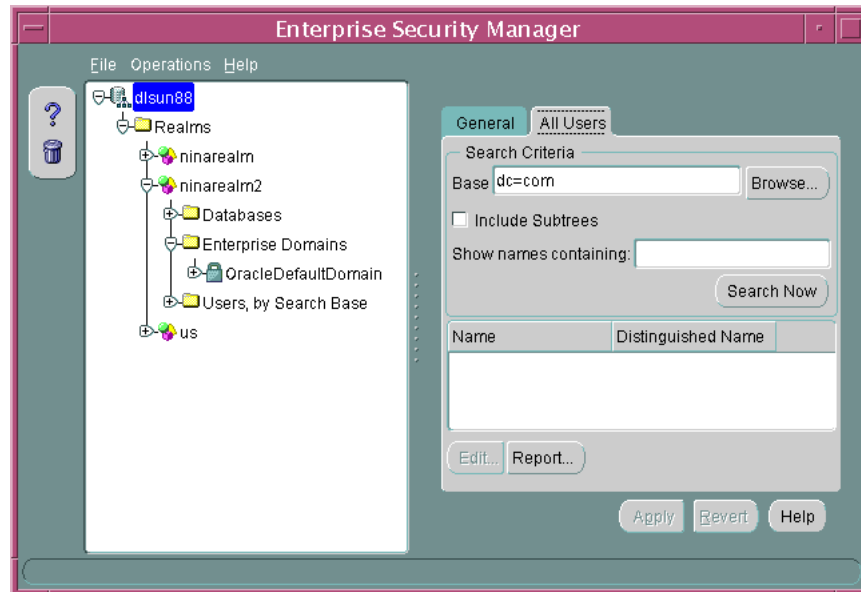 Enterprise Security Manager
File Operations Help
dlsun88
Realms
ninarealm
ninarealm2
Databases
Enterprise Domains
OracleDefaultDomain
Users, by Search Base
us
General All Users
Search Criteria
Base dc=com Browse...
Include Subtrees
Show names containing:
Search Now
Name Distinguished Name
Edit... Report...
Apply Revert Help